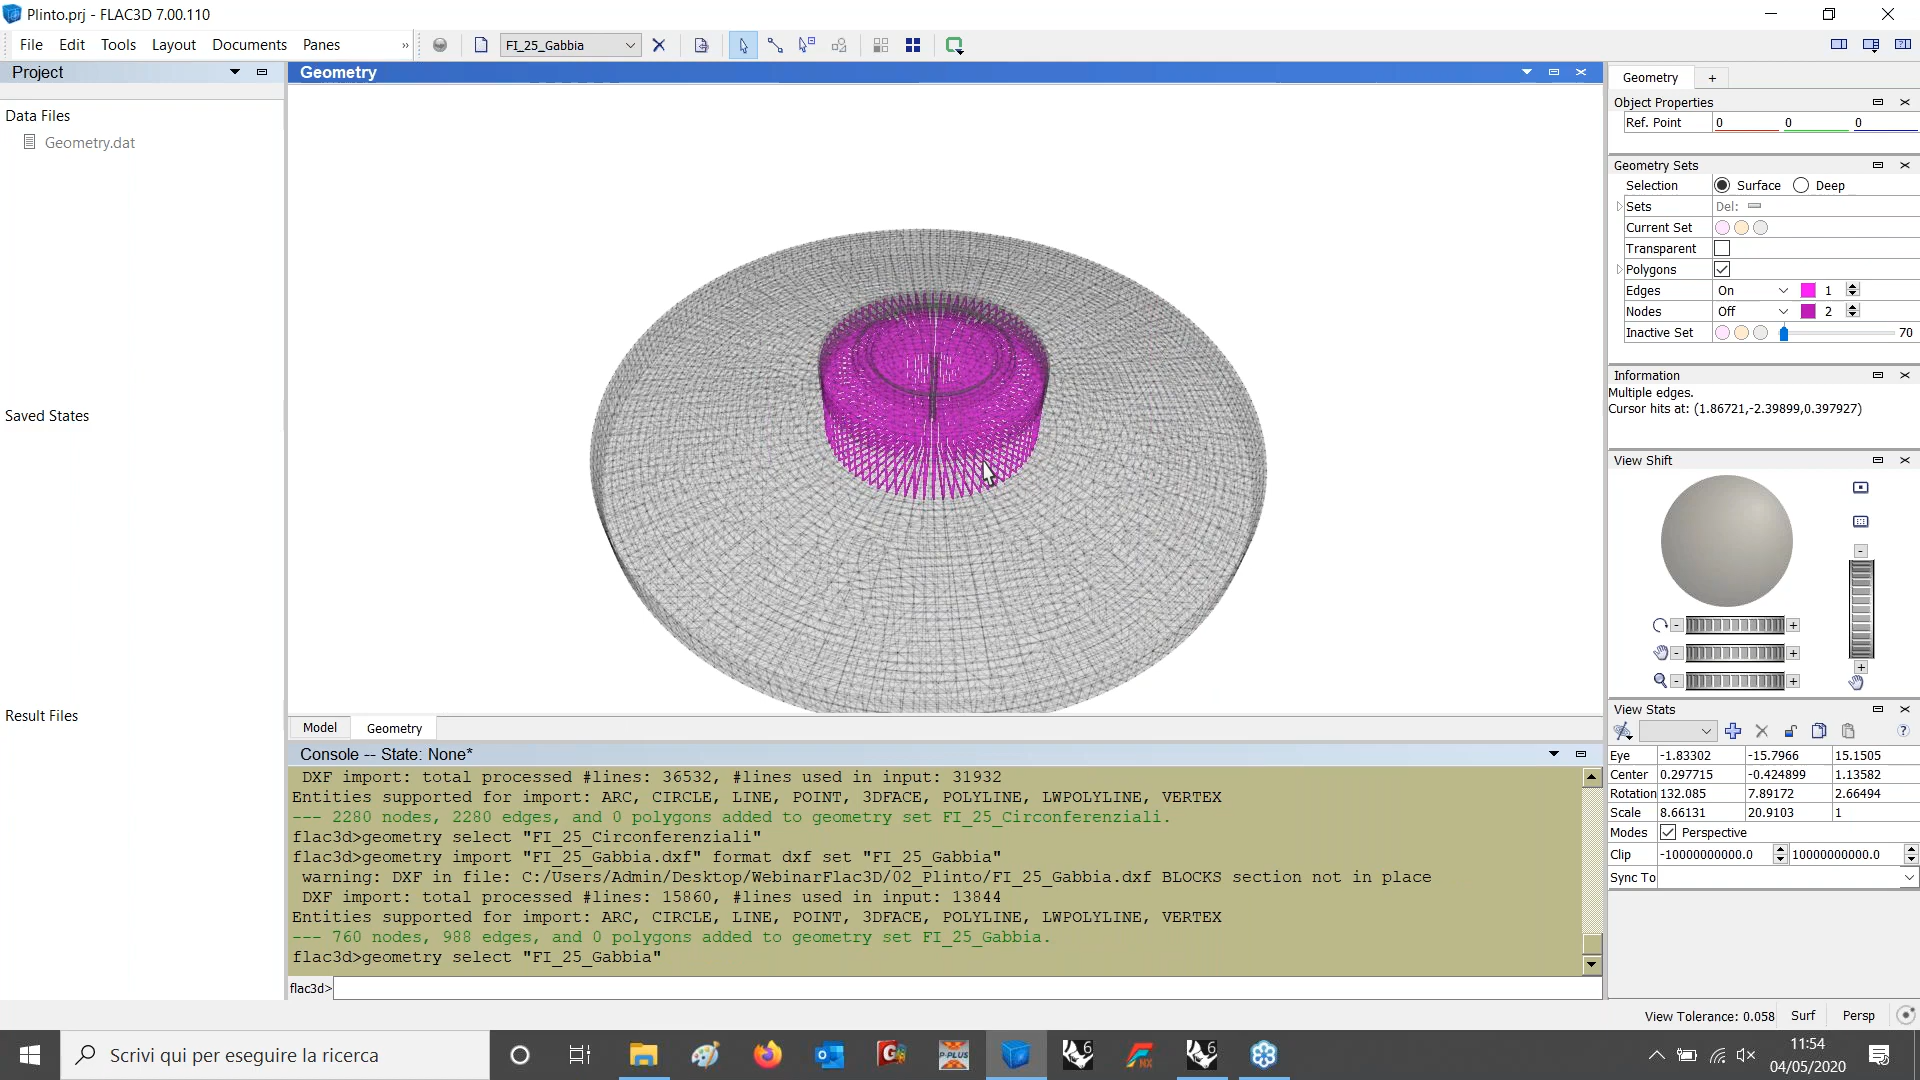 Plinto.prj - FLAC3D 7.00.110
File Edit Tools Layout Documents Panes » FI_25_Gabbia
Project
Geometry
Geometry +
Data Files
Geometry.dat
Saved States
Result Files
Object Properties
Ref. Point 0 0 0
Geometry Sets
Selection Surface Deep
Sets Del:
Current Set
Transparent
Polygons
Edges On 1
Nodes Off 2
Inactive Set 70
Information
Multiple edges.
Cursor hits at: (1.86721,-2.39899,0.397927)
View Shift
View Stats
Eye -1.83302 -15.7966 15.1505
Center 0.297715 -0.424899 1.13582
Rotation 132.085 7.89172 2.66494
Scale 8.66131 20.9103 1
Modes Perspective
Clip -10000000000.0 10000000000.0
Sync To
Model Geometry
Console -- State: None*
DXF import: total processed #lines: 36532, #lines used in input: 31932
Entities supported for import: ARC, CIRCLE, LINE, POINT, 3DFACE, POLYLINE, LWPOLYLINE, VERTEX
--- 2280 nodes, 2280 edges, and 0 polygons added to geometry set FI_25_Circonferenziali.
flac3d>geometry select "FI_25_Circonferenziali"
flac3d>geometry import "FI_25_Gabbia.dxf" format dxf set "FI_25_Gabbia"
warning: DXF in file: C:/Users/Admin/Desktop/WebinarFlac3D/02_Plinto/FI_25_Gabbia.dxf BLOCKS section not in place
DXF import: total processed #lines: 15860, #lines used in input: 13844
Entities supported for import: ARC, CIRCLE, LINE, POINT, 3DFACE, POLYLINE, LWPOLYLINE, VERTEX
--- 760 nodes, 988 edges, and 0 polygons added to geometry set FI_25_Gabbia.
flac3d>geometry select "FI_25_Gabbia"
flac3d>
View Tolerance: 0.058 Surf Persp
Scrivi qui per eseguire la ricerca
11:54
04/05/2020